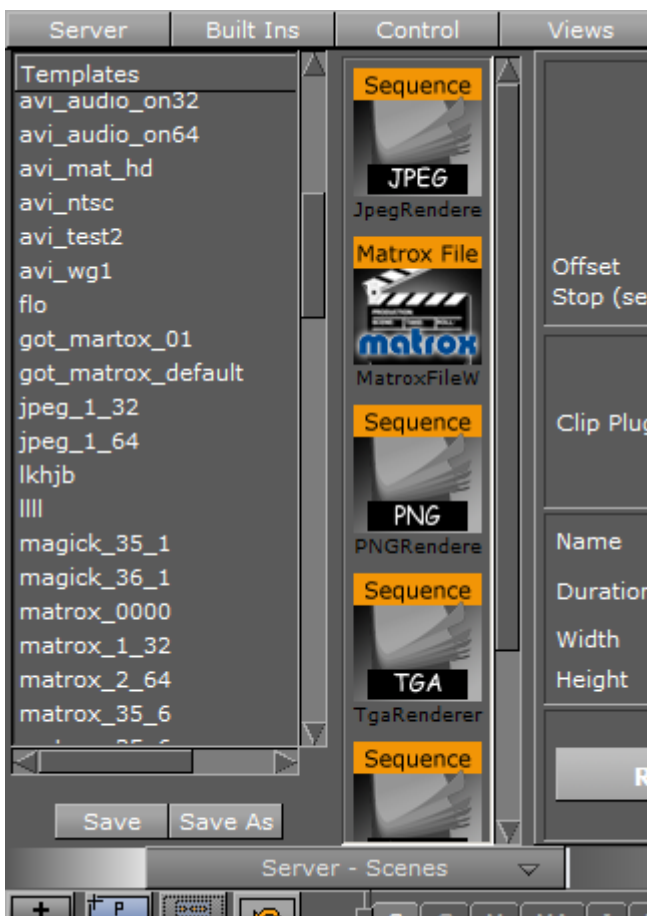 Server
Built Ins
Control
Views
Templates
avi_audio_on32
avi_audio_on64
avi_mat_hd
avi_ntsc
avi_test2
avi_wg1
flo
got_martox_01
got_matrox_default
jpeg_1_32
jpeg_1_64
lkhjb
llll
magick_35_1
magick_36_1
matrox_0000
matrox_1_32
matrox_2_64
matrox_35_6
Save
Save As
Sequence
JPEG
JpegRendere
Matrox File
matrox
MatroxFileW
Sequence
PNG
PNGRendere
Sequence
TGA
TgaRenderer
Sequence
Offset
Stop (se
Clip Plug
Name
Duration
Width
Height
R
Server - Scenes
P